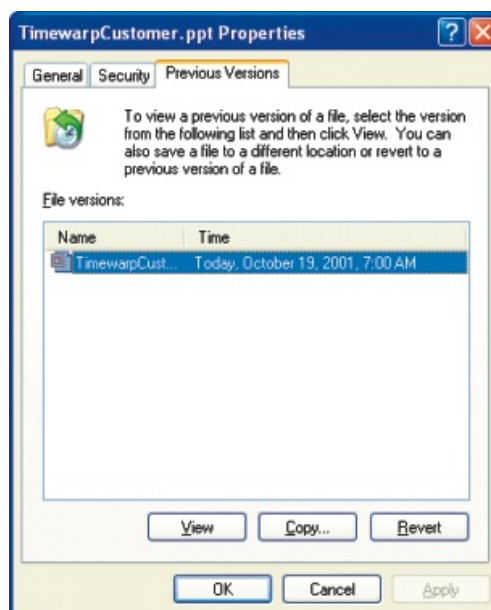 TimewarpCustomer.ppt Properties
General Security Previous Versions
To view a previous version of a file, select the version
from the following list and then click View. You can
also save a file to a different location or revert to a
previous version of a file.
File versions:
Name Time
TimewarpCust... Today, October 19, 2001, 7:00 AM
View Copy... Revert
OK Cancel Apply